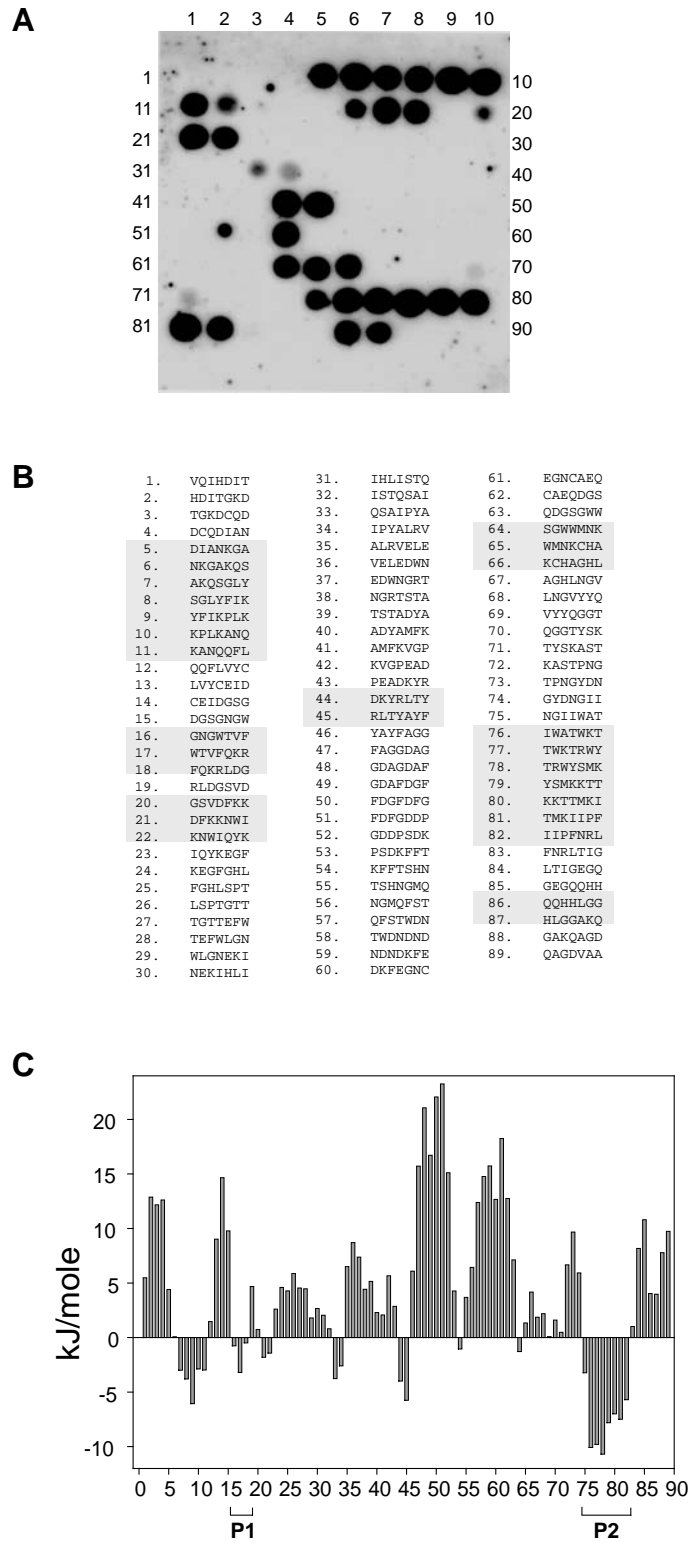 A
1 2 3 4 5 6 7 8 9 10
1 10
11 20
21 30
31 40
41 50
51 60
61 70
71 80
81 90
B
1. VQIHDIT
2. HDITGKD
3. TGKDCQD
4. DCQDIAN
5. DIANKGA
6. NKGAKQS
7. AKQSGLY
8. SGLYFIK
9. YFIKPLK
10. KPLKANQ
11. KANQQFL
12. QQFLVYC
13. LVYCEID
14. CEIDGSG
15. DGSGNGW
16. GNGWTVF
17. WTVFQKR
18. FQKRLDG
19. RLDGSVD
20. GSVDFKK
21. DFKKNWI
22. KNWIQYK
23. IQYKEGF
24. KEGFGHL
25. FGHLSPT
26. LSPTGTT
27. TGTTEFW
28. TEFWLGN
29. WLGNEKI
30. NEKIHLI
31. IHLISTQ
32. ISTQSAI
33. QSAIPYA
34. IPYALRV
35. ALRVELE
36. VELEDWN
37. EDWNGRT
38. NGRTSTA
39. TSTADYA
40. ADYAMFK
41. AMFKVGP
42. KVGPEAD
43. PEADKYR
44. DKYRLTY
45. RLTYAYF
46. YAYFAGG
47. FAGGDAG
48. GDAGDAF
49. GDAFDGF
50. FDGFDFG
51. FDFGDDP
52. GDDPSDK
53. PSDKFFT
54. KFFTSHN
55. TSHNGMQ
56. NGMQFST
57. QFSTWDN
58. TWDNDND
59. NDNDKFE
60. DKFEGNC
61. EGNCAEQ
62. CAEQDGS
63. QDGSGWW
64. SGWWMNK
65. WMNKCHA
66. KCHAGHL
67. AGHLNGV
68. LNGVYYQ
69. VYYQGGT
70. QGGTYSK
71. TYSKAST
72. KASTPNG
73. TPNGYDN
74. GYDNGII
75. NGIIWAT
76. IWATWKT
77. TWKTRWY
78. TRWYSMK
79. YSMKKTT
80. KKTTMKI
81. TMKIIPF
82. IIPFNRL
83. FNRLTIG
84. LTIGEGQ
85. GEGQQHH
86. QQHHLGG
87. HLGGAKQ
88. GAKQAGD
89. QAGDVAA
C
kJ/mole
20
15
10
5
0
-5
-10
0 5 10 15 20 25 30 35 40 45 50 55 60 65 70 75 80 85 90
P1 P2